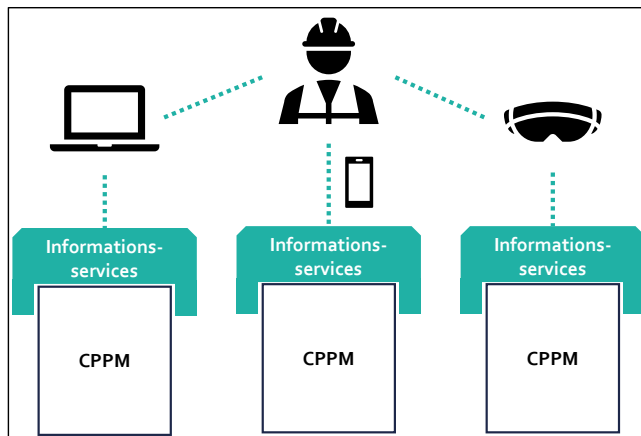 Informations-
services
Informations-
services
Informations-
services
CPPM
CPPM
CPPM